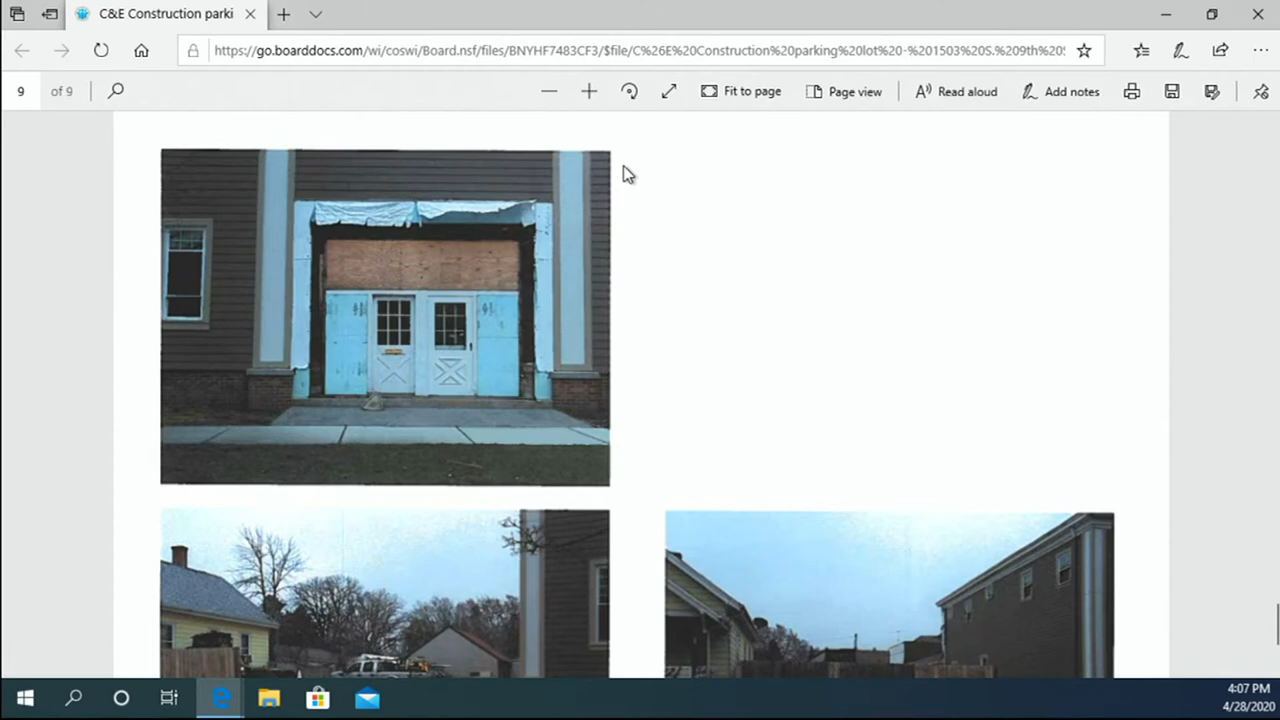 C&E Construction parki
https://go.boarddocs.com/wi/coswi/Board.nsf/files/BNYHF7483CF3/$file/C%26E%20Construction%20parking%20lot%20-%201503%20S.%209th%20S
9 of 9
Fit to page
Page view
Read aloud
Add notes
4:07 PM
4/28/2020